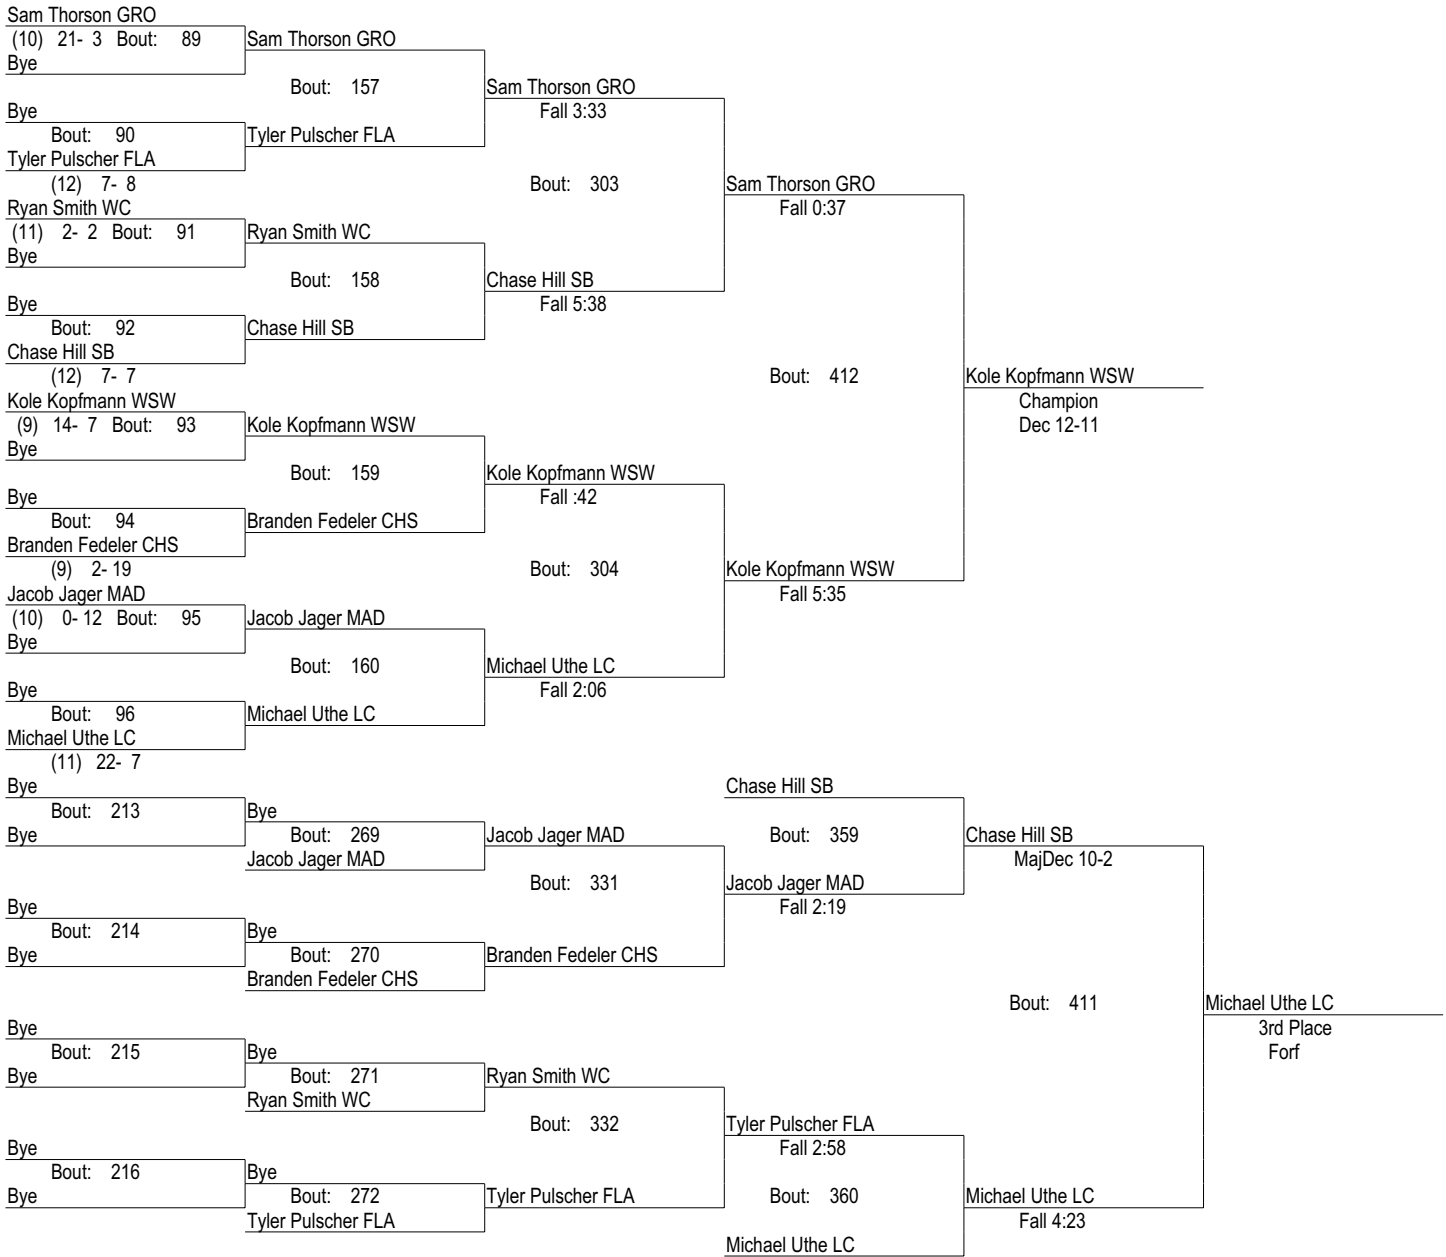 Sam Thorson GRO
(10) 21- 3 Bout: 89 Sam Thorson GRO
Bye
Bout: 157 Sam Thorson GRO
Bye Fall 3:33
Bout: 90 Tyler Pulscher FLA
Tyler Pulscher FLA
(12) 7- 8 Bout: 303 Sam Thorson GRO
Ryan Smith WC Fall 0:37
(11) 2- 2 Bout: 91 Ryan Smith WC
Bye
Bout: 158 Chase Hill SB
Bye Fall 5:38
Bout: 92 Chase Hill SB
Chase Hill SB
(12) 7- 7 Bout: 412 Kole Kopfmann WSW
Kole Kopfmann WSW Champion
(9) 14- 7 Bout: 93 Kole Kopfmann WSW Dec 12-11
Bye
Bout: 159 Kole Kopfmann WSW
Bye Fall :42
Bout: 94 Branden Fedeler CHS
Branden Fedeler CHS
(9) 2- 19 Bout: 304 Kole Kopfmann WSW
Jacob Jager MAD Fall 5:35
(10) 0- 12 Bout: 95 Jacob Jager MAD
Bye
Bout: 160 Michael Uthe LC
Bye Fall 2:06
Bout: 96 Michael Uthe LC
Michael Uthe LC
(11) 22- 7
Bye Chase Hill SB
Bout: 213 Bye
Bye Bout: 269 Jacob Jager MAD Bout: 359 Chase Hill SB
Jacob Jager MAD MajDec 10-2
Bout: 331 Jacob Jager MAD
Bye Fall 2:19
Bout: 214 Bye
Bye Bout: 270 Branden Fedeler CHS
Branden Fedeler CHS
Bout: 411 Michael Uthe LC
Bye 3rd Place
Bout: 215 Bye Forf
Bye Bout: 271 Ryan Smith WC
Ryan Smith WC
Bout: 332 Tyler Pulscher FLA
Bye Fall 2:58
Bout: 216 Bye
Bye Bout: 272 Tyler Pulscher FLA Bout: 360 Michael Uthe LC
Tyler Pulscher FLA Fall 4:23
Michael Uthe LC